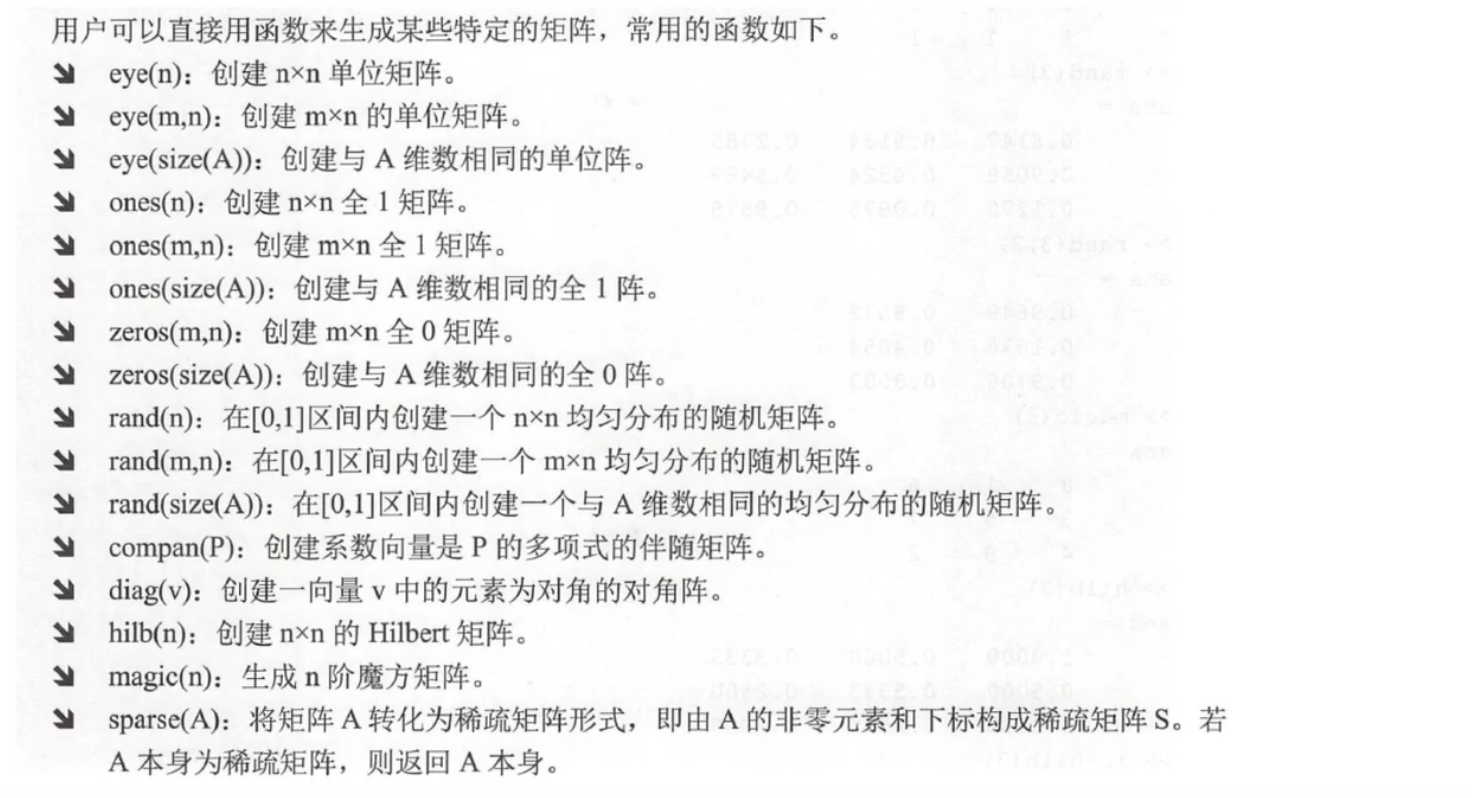 用户可以直接用函数来生成某些特定的矩阵，常用的函数如下。
eye(n)：创建 n×n 单位矩阵。
eye(m,n)：创建 m×n 的单位矩阵。
eye(size(A))：创建与 A 维数相同的单位阵。
ones(n)：创建 n×n 全 1 矩阵。
ones(m,n)：创建 m×n 全 1 矩阵。
ones(size(A))：创建与 A 维数相同的全 1 阵。
zeros(m,n)：创建 m×n 全 0 矩阵。
zeros(size(A))：创建与 A 维数相同的全 0 阵。
rand(n)：在[0,1]区间内创建一个 n×n 均匀分布的随机矩阵。
rand(m,n)：在[0,1]区间内创建一个 m×n 均匀分布的随机矩阵。
rand(size(A))：在[0,1]区间内创建一个与 A 维数相同的均匀分布的随机矩阵。
compan(P)：创建系数向量是 P 的多项式的伴随矩阵。
diag(v)：创建一向量 v 中的元素为对角的对角阵。
hilb(n)：创建 n×n 的 Hilbert 矩阵。
magic(n)：生成 n 阶魔方矩阵。
sparse(A)：将矩阵 A 转化为稀疏矩阵形式，即由 A 的非零元素和下标构成稀疏矩阵 S。若
A 本身为稀疏矩阵，则返回 A 本身。